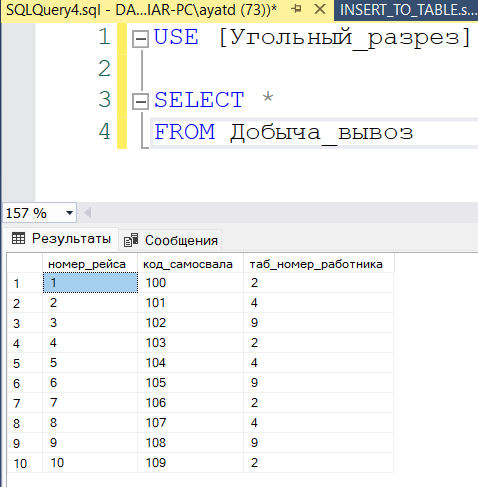 SQLQuery4.sql - DA...IAR-PC\ayatd (73))* INSERT_TO_TABLE.s...
1 USE [Угольный_разрез]
2
3 SELECT *
4 FROM Добыча_вывоз
157 %
Результаты Сообщения
номер_рейса код_самосвала таб_номер_работника
1 1 100 2
2 2 101 4
3 3 102 9
4 4 103 2
5 5 104 4
6 6 105 9
7 7 106 2
8 8 107 4
9 9 108 9
10 10 109 2